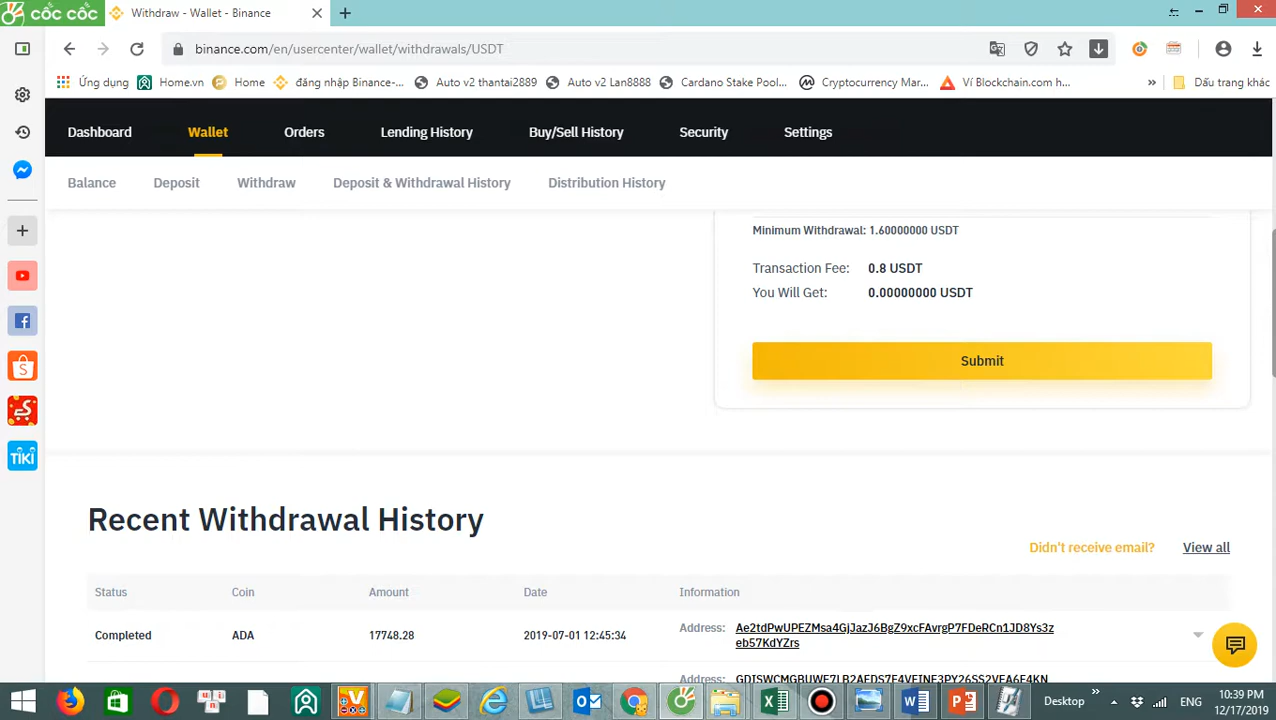 cốc cốc
Withdraw - Wallet - Binance
binance.com/en/usercenter/wallet/withdrawals/USDT
Ứng dụng Home.vn Home đăng nhập Binance-... Auto v2 thantai2889 Auto v2 Lan8888 Cardano Stake Pool... Cryptocurrency Mar... Ví Blockchain.com h... » Dấu trang khác
Dashboard Wallet Orders Lending History Buy/Sell History Security Settings
Balance Deposit Withdraw Deposit & Withdrawal History Distribution History
Minimum Withdrawal: 1.60000000 USDT
Transaction Fee: 0.8 USDT
You Will Get: 0.00000000 USDT
Submit
Recent Withdrawal History
Didn't receive email? View all
Status Coin Amount Date Information
Completed ADA 17748.28 2019-07-01 12:45:34 Address: Ae2tdPwUPEZMsa4GjJazJ6BgZ9xcFAvrgP7FDeRCn1JD8Ys3z
eb57KdYZrs
Address:
TIKI
Desktop » ENG
10:39 PM
12/17/2019